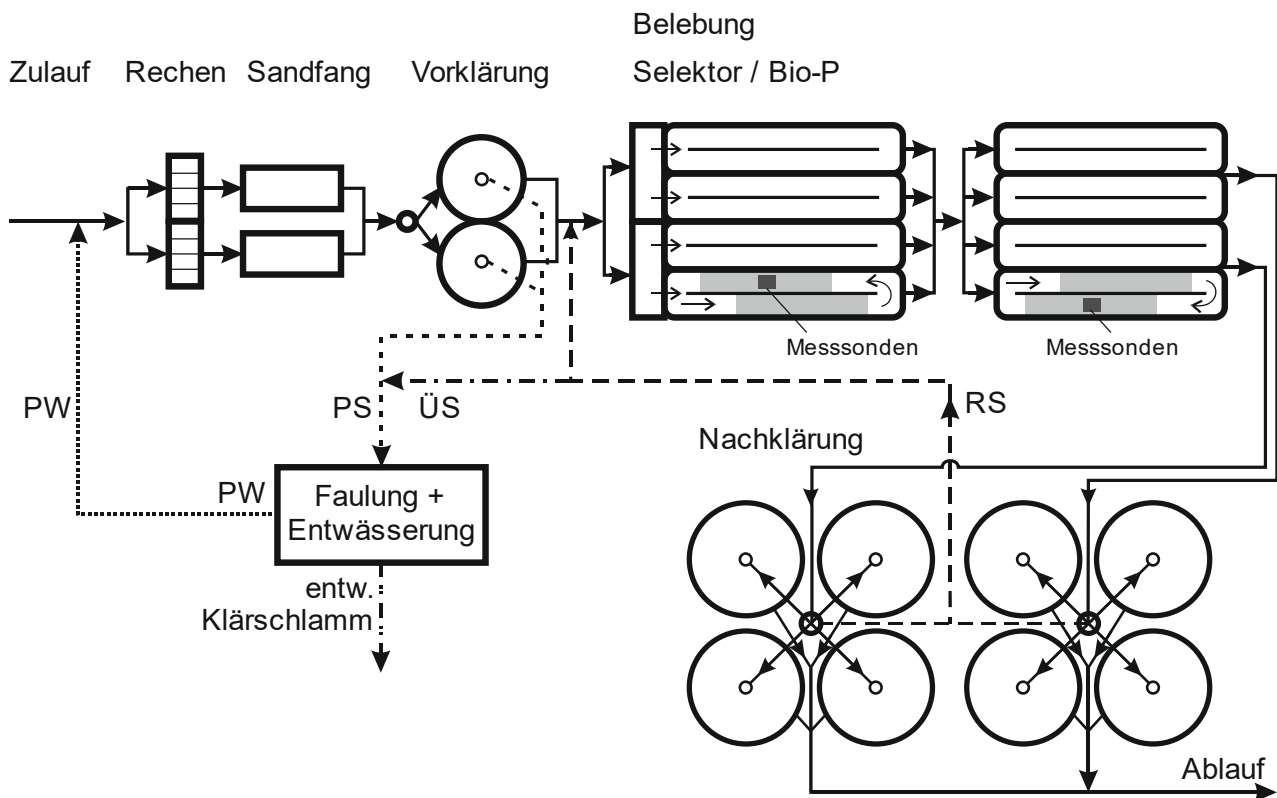 Belebung
Zulauf Rechen Sandfang Vorklärung Selektor / Bio-P
Messsonden Messsonden
PW PS ÜS RS
Nachklärung
PW Faulung +
Entwässerung
entw.
Klärschlamm
Ablauf